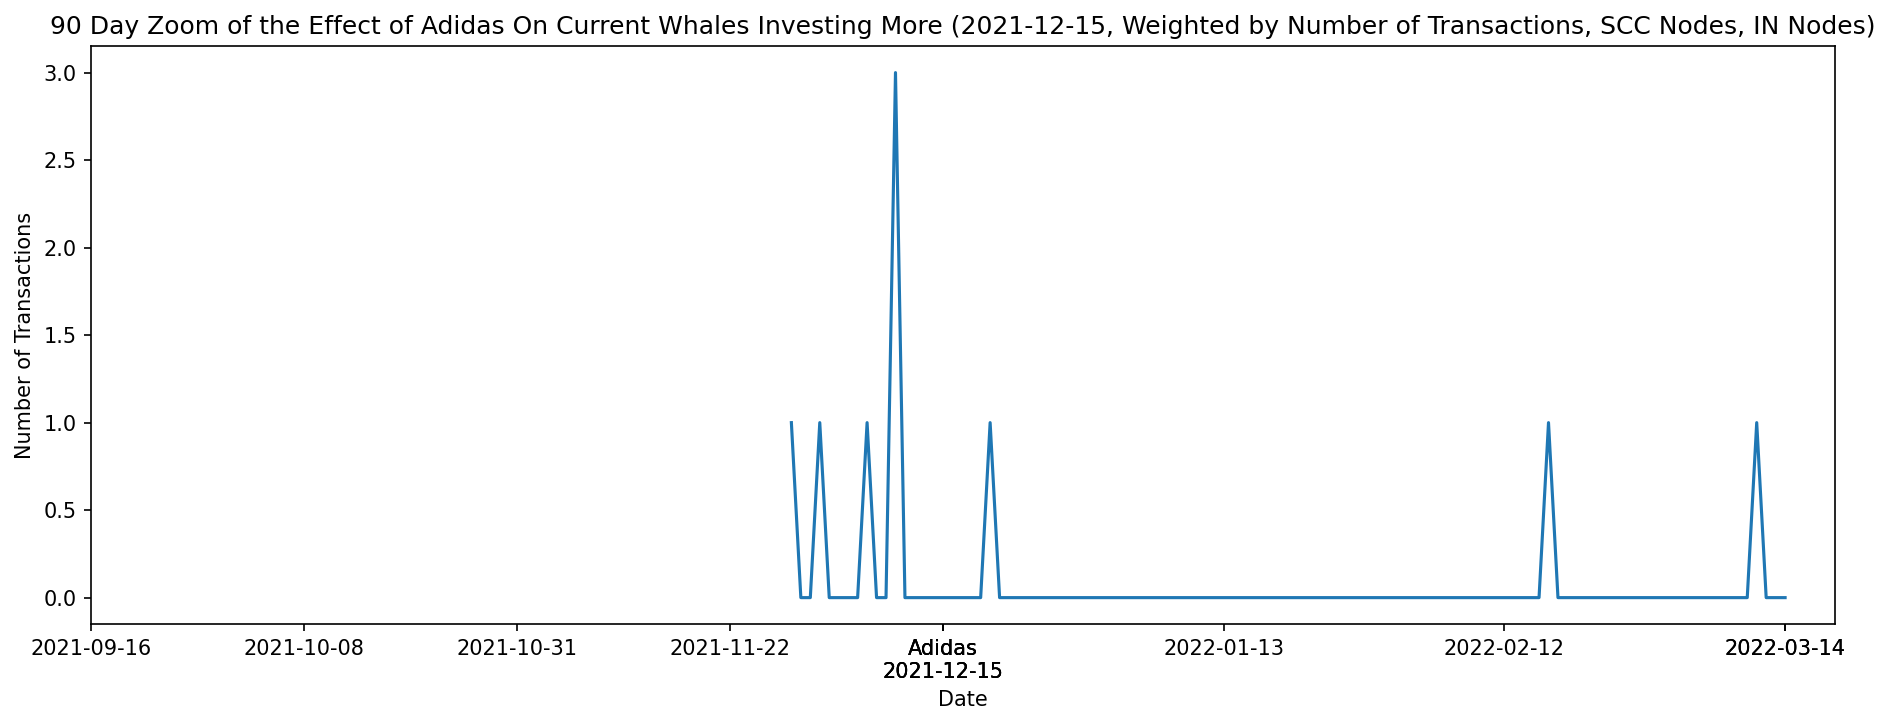 90 Day Zoom of the Effect of Adidas On Current Whales Investing More (2021-12-15, Weighted by Number of Transactions, SCC Nodes, IN Nodes)
Number of Transactions
3.0
2.5
2.0
1.5
1.0
0.5
0.0
2021-09-16 2021-10-08 2021-10-31 2021-11-22 Adidas 2022-01-13 2022-02-12 2022-03-14
2021-12-15
Date